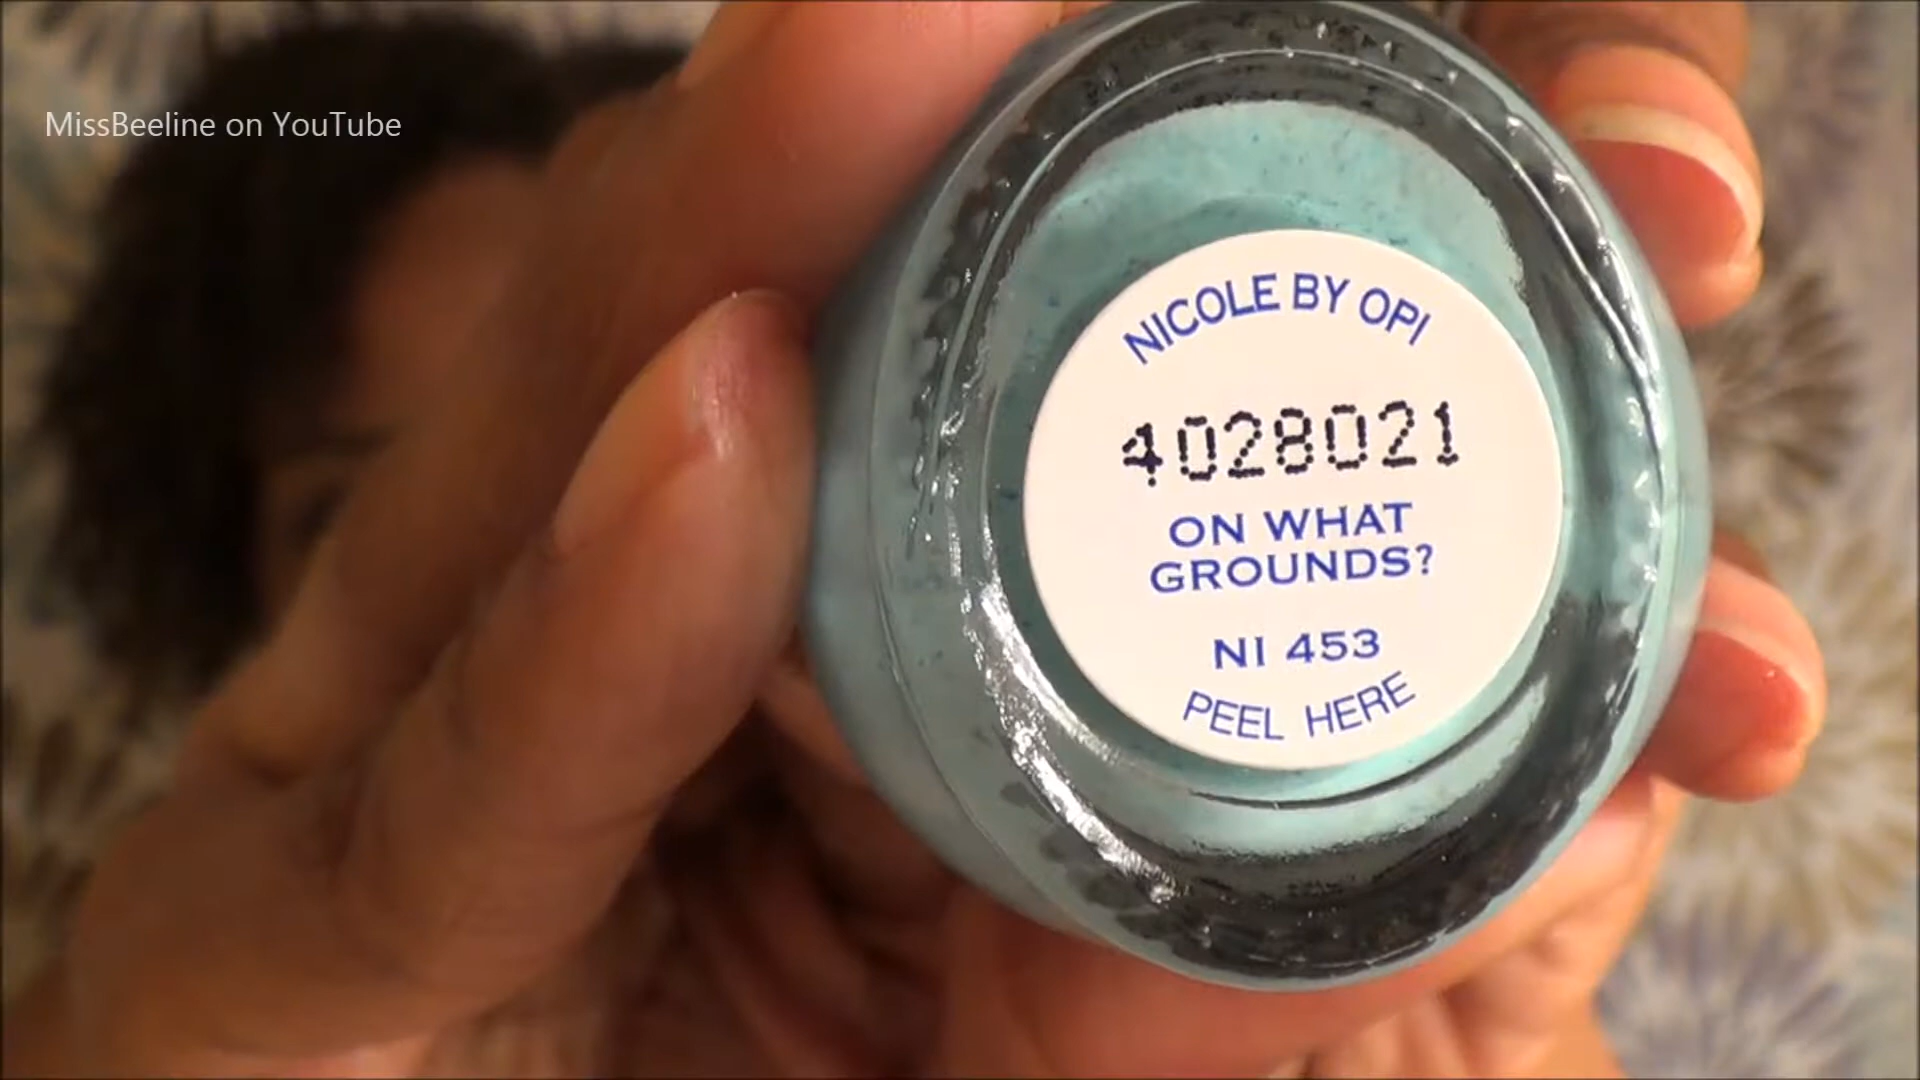 MissBeeline on YouTube
NICOLE BY OPI
4028021
ON WHAT
GROUNDS?
NI 453
PEEL HERE